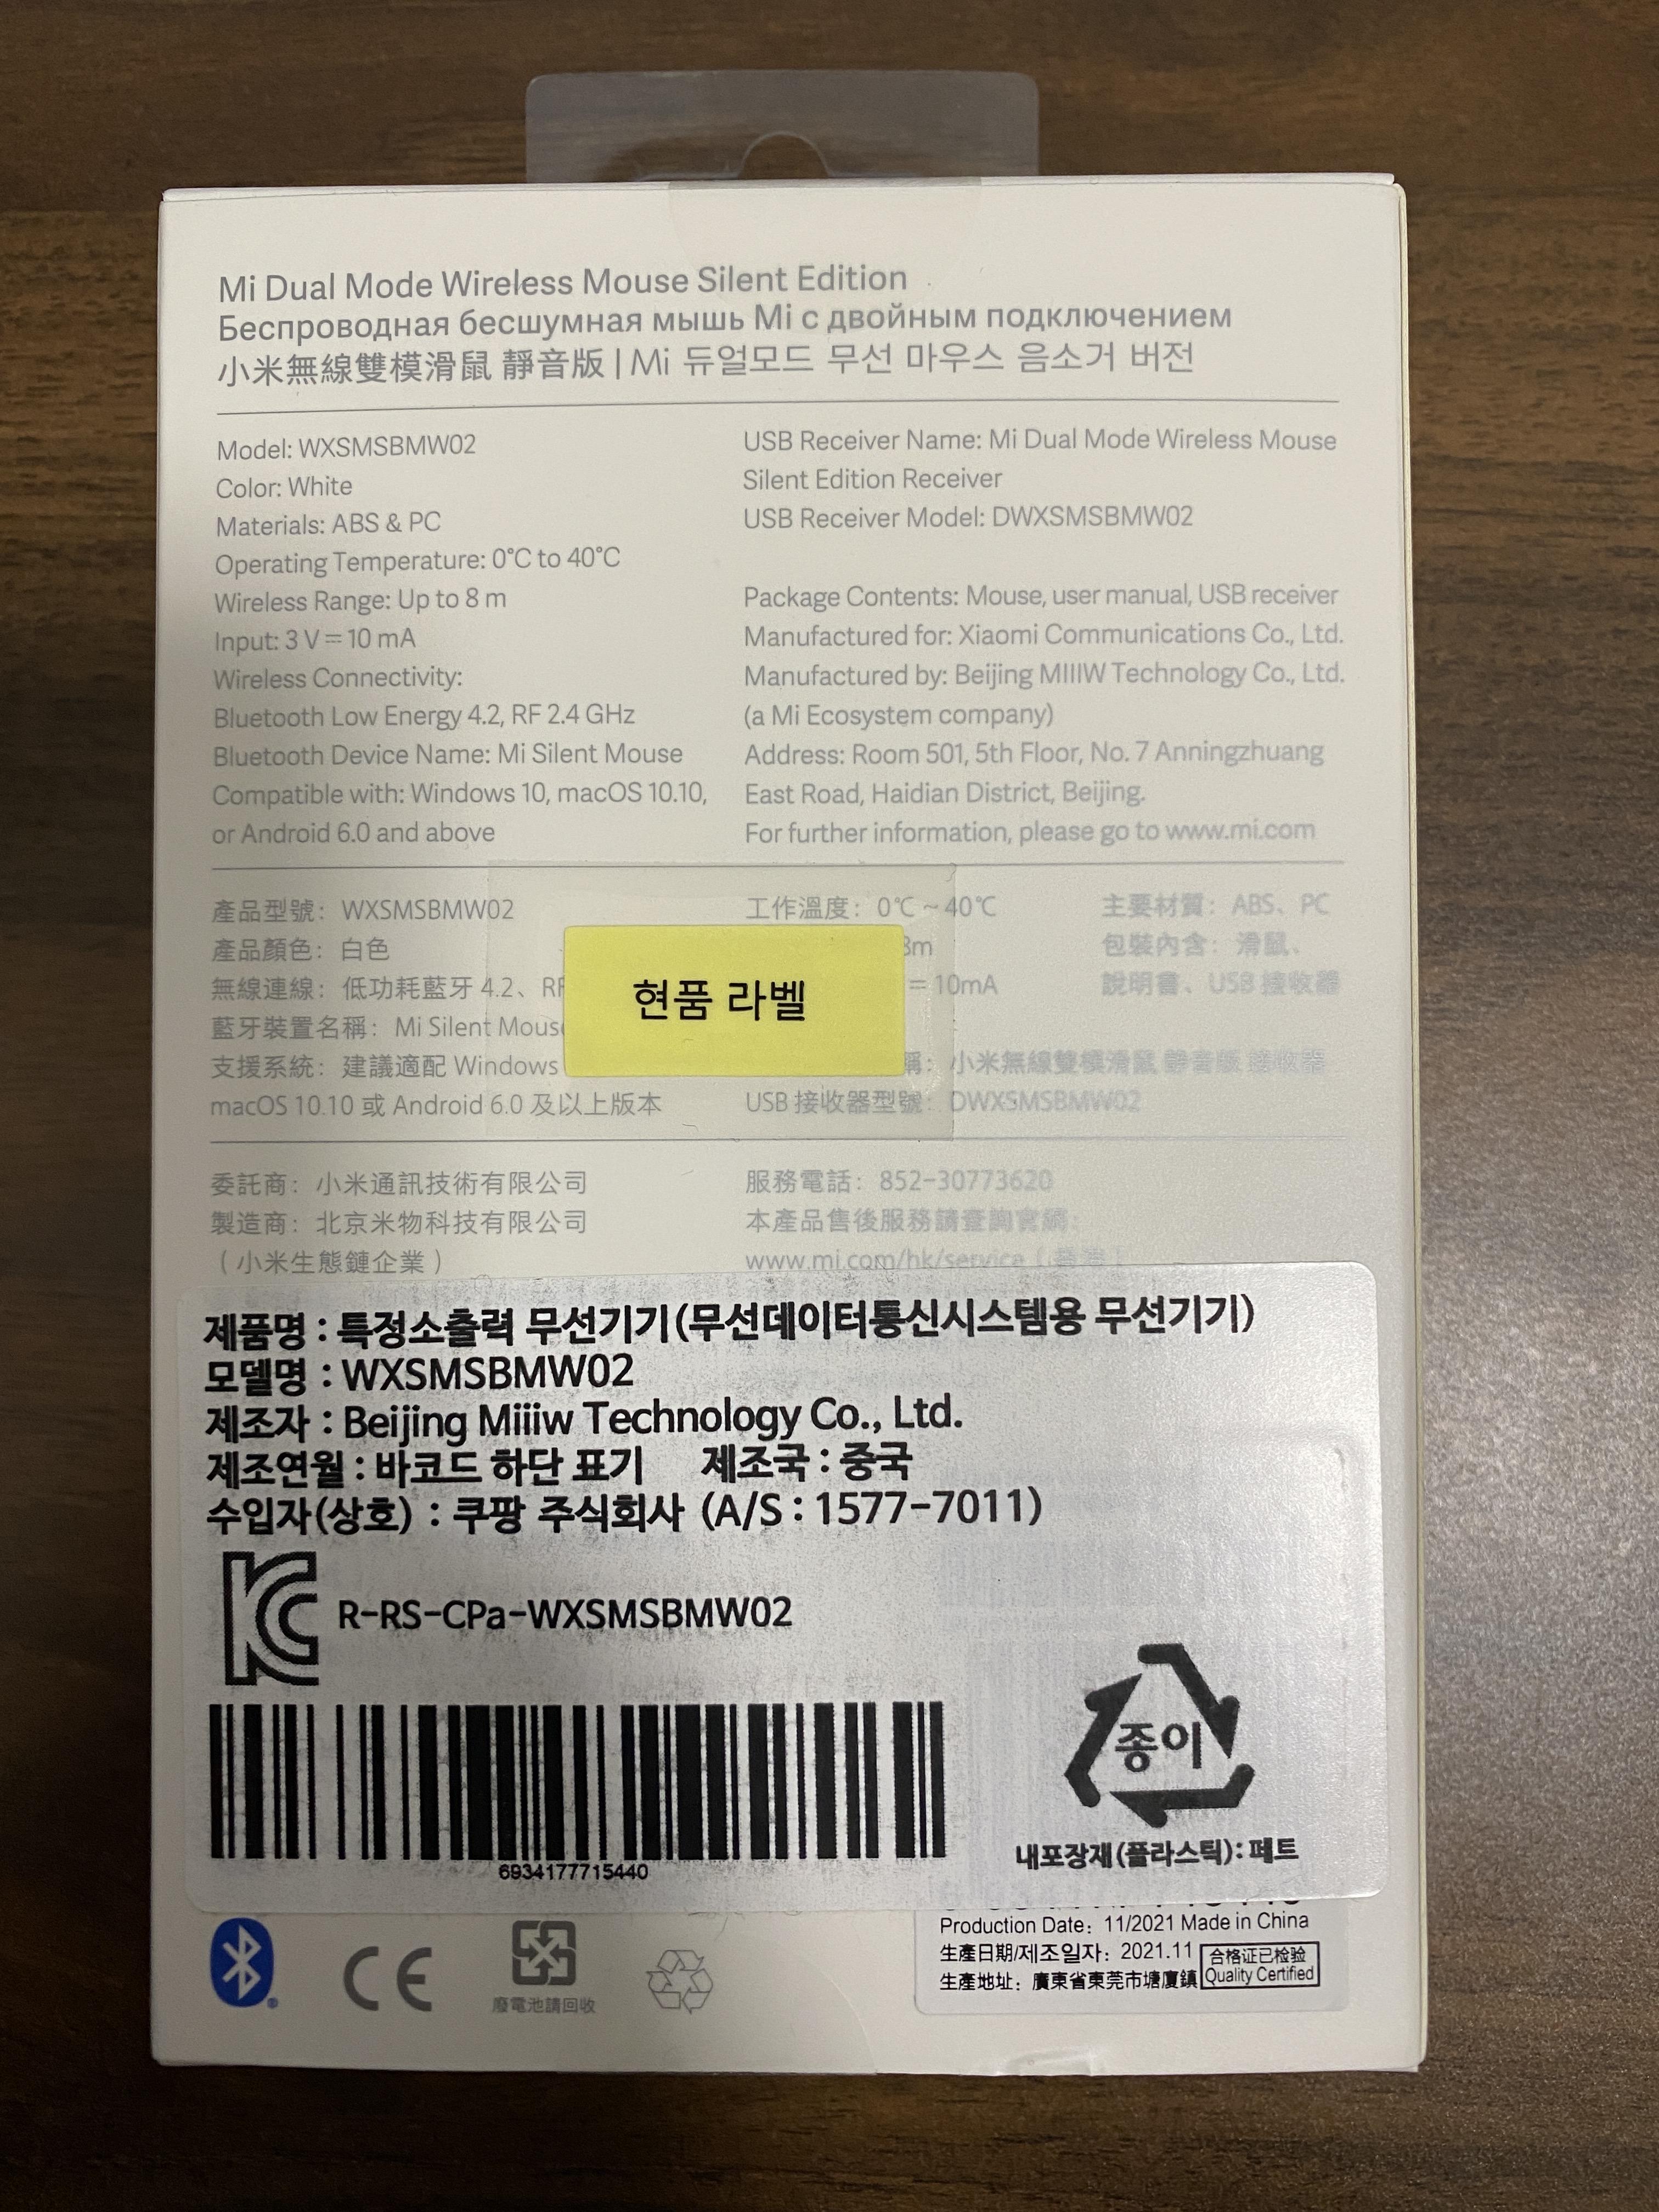 Mi Dual Mode Wireless Mouse Silent Edition
Беспроводная бесшумная мышь Mi с двойным подключением
小米無線雙模滑鼠 靜音版 | Mi 듀얼모드 무선 마우스 음소거 버전
Model: WXSMSBMW02
Color: White
Materials: ABS & PC
Operating Temperature: 0°C to 40°C
Wireless Range: Up to 8 m
Input: 3 V⎓10 mA
Wireless Connectivity:
Bluetooth Low Energy 4.2, RF 2.4 GHz
Bluetooth Device Name: Mi Silent Mouse
Compatible with: Windows 10, macOS 10.10,
or Android 6.0 and above
USB Receiver Name: Mi Dual Mode Wireless Mouse
Silent Edition Receiver
USB Receiver Model: DWXSMSBMW02
Package Contents: Mouse, user manual, USB receiver
Manufactured for: Xiaomi Communications Co., Ltd.
Manufactured by: Beijing MIIIW Technology Co., Ltd.
(a Mi Ecosystem company)
Address: Room 501, 5th Floor, No. 7 Anningzhuang
East Road, Haidian District, Beijing.
For further information, please go to www.mi.com
產品型號：WXSMSBMW02
產品顏色：白色
無線連線：低功耗藍牙 4.2、RF
藍牙裝置名稱：Mi Silent Mouse
支援系統：建議適配 Windows
macOS 10.10 或 Android 6.0 及以上版本
工作溫度：0℃ ~ 40℃
8m
⎓10mA
稱：小米無線雙模滑鼠 靜音版 接收器
USB 接收器型號：DWXSMSBMW02
主要材質：ABS、PC
包裝內含：滑鼠、
說明書、USB 接收器
현품 라벨
委託商：小米通訊技術有限公司
製造商：北京米物科技有限公司
（小米生態鏈企業）
服務電話：852-30773620
本產品售後服務請查詢官網：
www.mi.com/hk/service
제품명 : 특정소출력 무선기기(무선데이터통신시스템용 무선기기)
모델명 : WXSMSBMW02
제조자 : Beijing Miiiw Technology Co., Ltd.
제조연월 : 바코드 하단 표기 제조국 : 중국
수입자(상호) : 쿠팡 주식회사 (A/S : 1577-7011)
R-RS-CPa-WXSMSBMW02
6934177715440
종이
내포장재(플라스틱): 페트
Production Date: 11/2021 Made in China
生產日期/제조일자：2021.11
生產地址：廣東省東莞市塘廈鎮
合格证已检验
Quality Certified
廢電池請回收